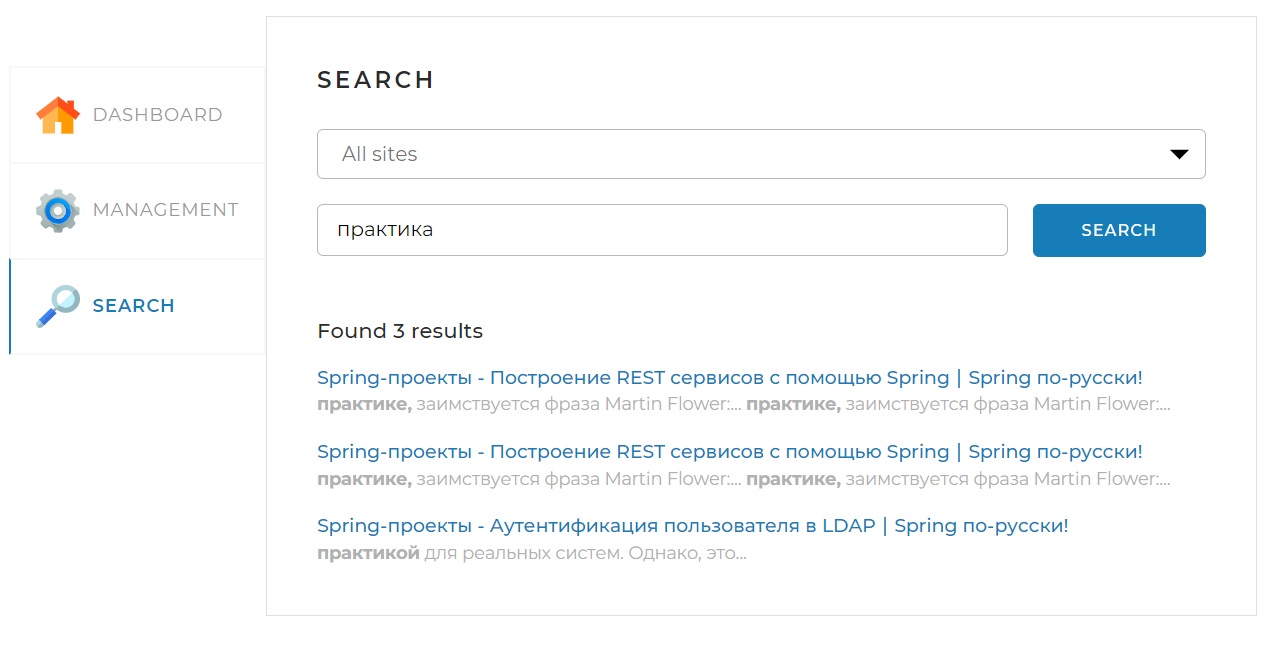 DASHBOARD
MANAGEMENT
SEARCH
SEARCH
All sites
практика
SEARCH
Found 3 results
Spring-проекты - Построение REST сервисов с помощью Spring | Spring по-русски!
практике, заимствуется фраза Martin Flower:... практике, заимствуется фраза Martin Flower:...
Spring-проекты - Построение REST сервисов с помощью Spring | Spring по-русски!
практике, заимствуется фраза Martin Flower:... практике, заимствуется фраза Martin Flower:...
Spring-проекты - Аутентификация пользователя в LDAP | Spring по-русски!
практикой для реальных систем. Однако, это...